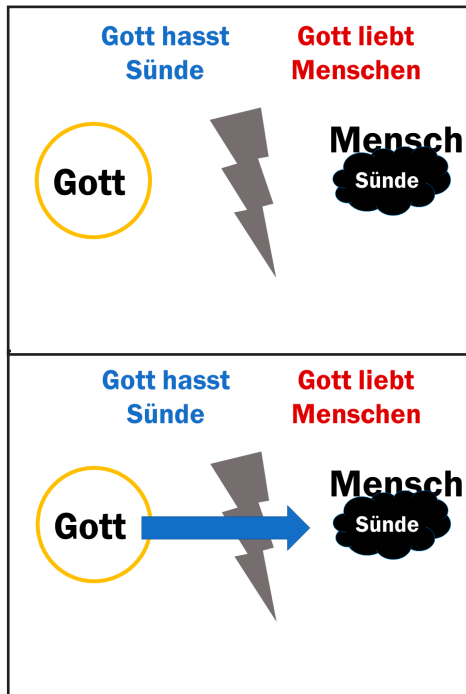 Gott hasst
Sünde
Gott liebt
Menschen
Gott
Mensch
Sünde
Gott hasst
Sünde
Gott liebt
Menschen
Gott
Mensch
Sünde